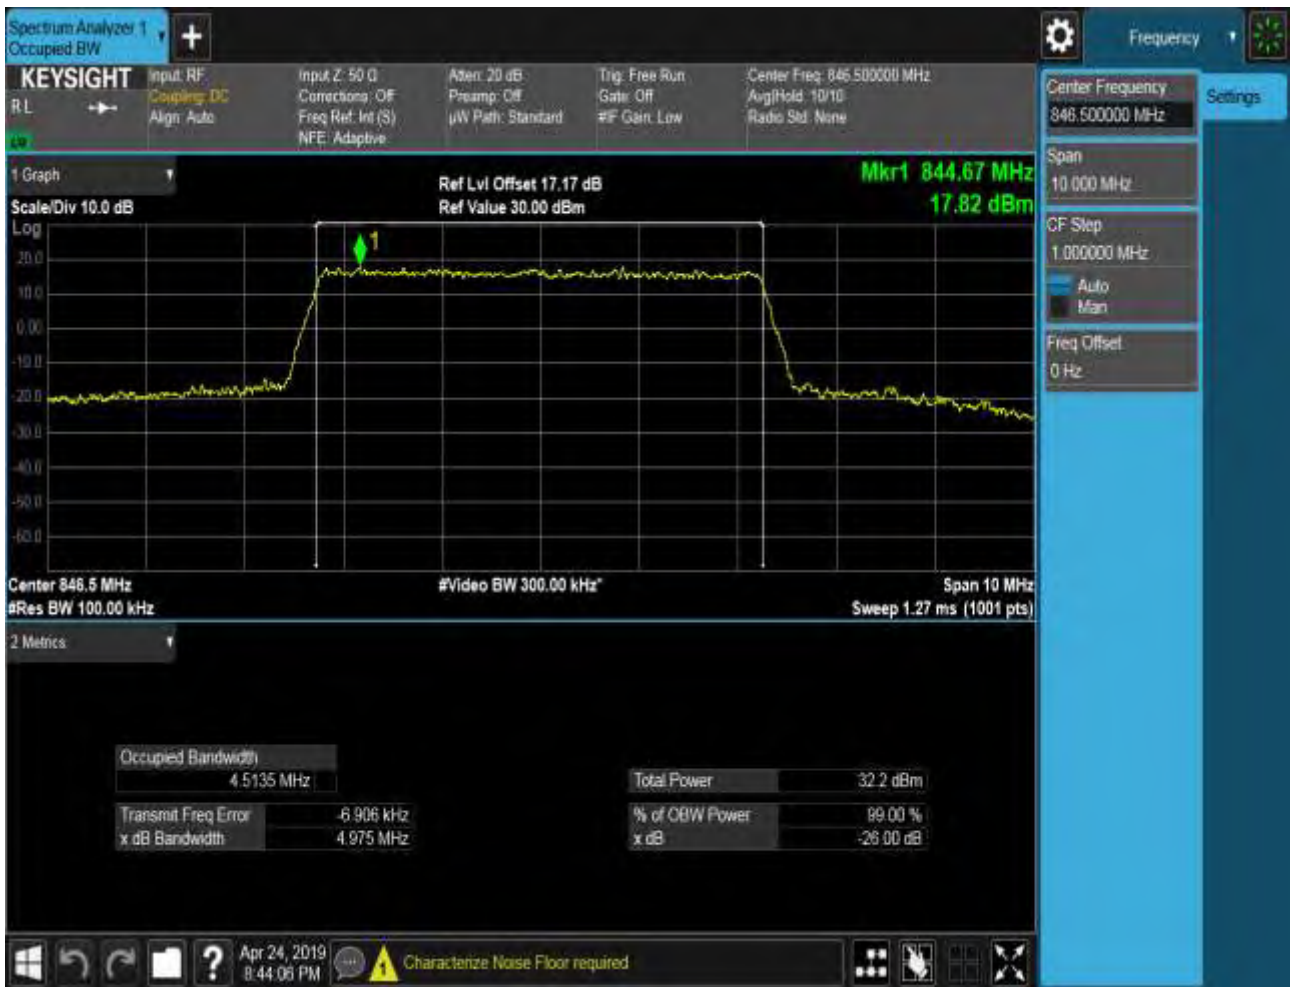 Spectrum Analyzer 1
Occupied BW
+
Frequency
KEYSIGHT
RL
Input: RF
Coupling: DC
Align: Auto
Input Z: 50 Ω
Corrections: Off
Freq Ref: Int (S)
NFE: Adaptive
Atten: 20 dB
Preamp: Off
µW Path: Standard
Trig: Free Run
Gate: Off
#IF Gain: Low
Center Freq: 846.500000 MHz
Avg|Hold: 10/10
Radio Std: None
Center Frequency
846.500000 MHz
Settings
Span
10.000 MHz
CF Step
1.000000 MHz
Auto
Man
Freq Offset
0 Hz
1 Graph
Scale/Div 10.0 dB
Ref Lvl Offset 17.17 dB
Ref Value 30.00 dBm
Mkr1 844.67 MHz
17.82 dBm
Log
1
20.0
10.0
0.00
-10.0
-20.0
-30.0
-40.0
-50.0
-60.0
Center 846.5 MHz
#Res BW 100.00 kHz
#Video BW 300.00 kHz*
Span 10 MHz
Sweep 1.27 ms (1001 pts)
2 Metrics
Occupied Bandwidth
4.5135 MHz
Transmit Freq Error -6.906 kHz
x dB Bandwidth 4.975 MHz
Total Power 32.2 dBm
% of OBW Power 99.00 %
x dB -26.00 dB
?
Apr 24, 2019
8:44:06 PM
1
Characterize Noise Floor required